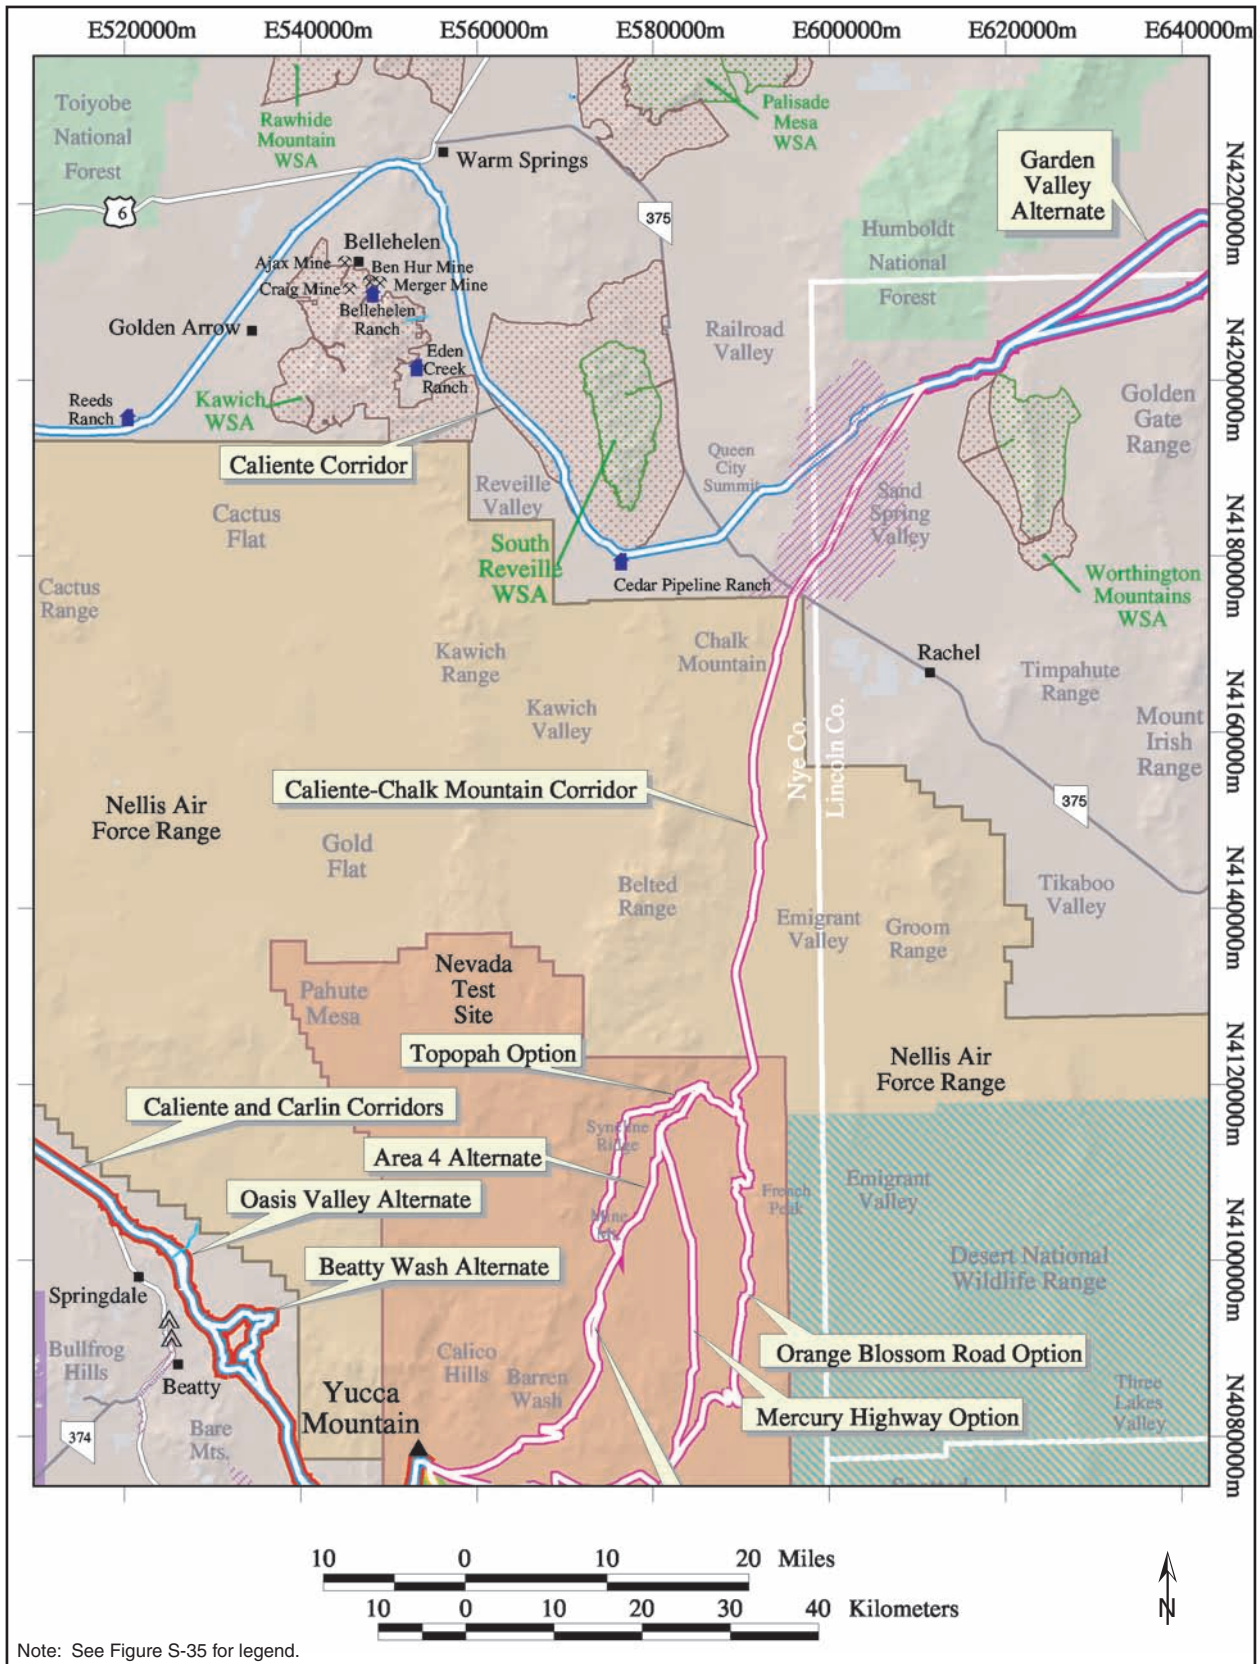 E520000m E540000m E560000m E580000m E600000m E620000m E640000m
Toiyobe
National
Forest
Rawhide
Mountain
WSA
Palisade
Mesa
WSA
Warm Springs
Garden
Valley
Alternate
6
375
Humboldt
National
Forest
N4220000m
Bellehelen
Ajax Mine
Ben Hur Mine
Craig Mine
Merger Mine
Bellehelen
Ranch
Golden Arrow
Railroad
Valley
Eden
Creek
Ranch
Reeds
Ranch
Kawich
WSA
N4200000m
Golden
Gate
Range
Caliente Corridor
Queen
City
Summit
Reveille
Valley
Sand
Spring
Valley
Cactus
Flat
N4180000m
South
Reveille
WSA
Cedar Pipeline Ranch
Worthington
Mountains
WSA
Cactus
Range
Kawich
Range
Chalk
Mountain
Rachel
Timpahute
Range
Kawich
Valley
Mount
Irish
Range
N4160000m
Nye Co.
Lincoln Co.
Caliente-Chalk Mountain Corridor
Nellis Air
Force Range
375
Gold
Flat
Belted
Range
Tikaboo
Valley
Emigrant
Valley
Groom
Range
N4140000m
Nevada
Test
Site
Pahute
Mesa
Topopah Option
Nellis Air
Force Range
N4120000m
Caliente and Carlin Corridors
Syncline
Ridge
Area 4 Alternate
Oasis Valley Alternate
French
Peak
Emigrant
Valley
Mine
Mt.
N4100000m
Beatty Wash Alternate
Desert National
Wildlife Range
Springdale
Bullfrog
Hills
Calico
Hills
Barren
Wash
Orange Blossom Road Option
Beatty
Yucca
Mountain
Mercury Highway Option
Three
Lakes
Valley
374
Bare
Mts.
N4080000m
10 0 10 20 Miles
10 0 10 20 30 40 Kilometers
N
Note: See Figure S-35 for legend.